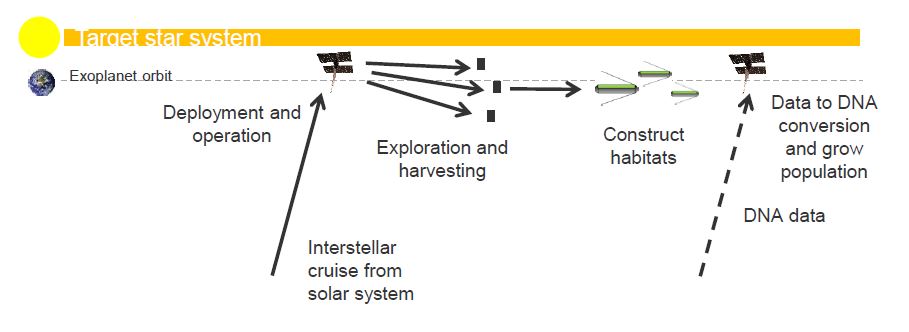 Target star system
Exoplanet orbit
Deployment and
operation
Exploration and
harvesting
Construct
habitats
Data to DNA
conversion
and grow
population
DNA data
Interstellar
cruise from
solar system